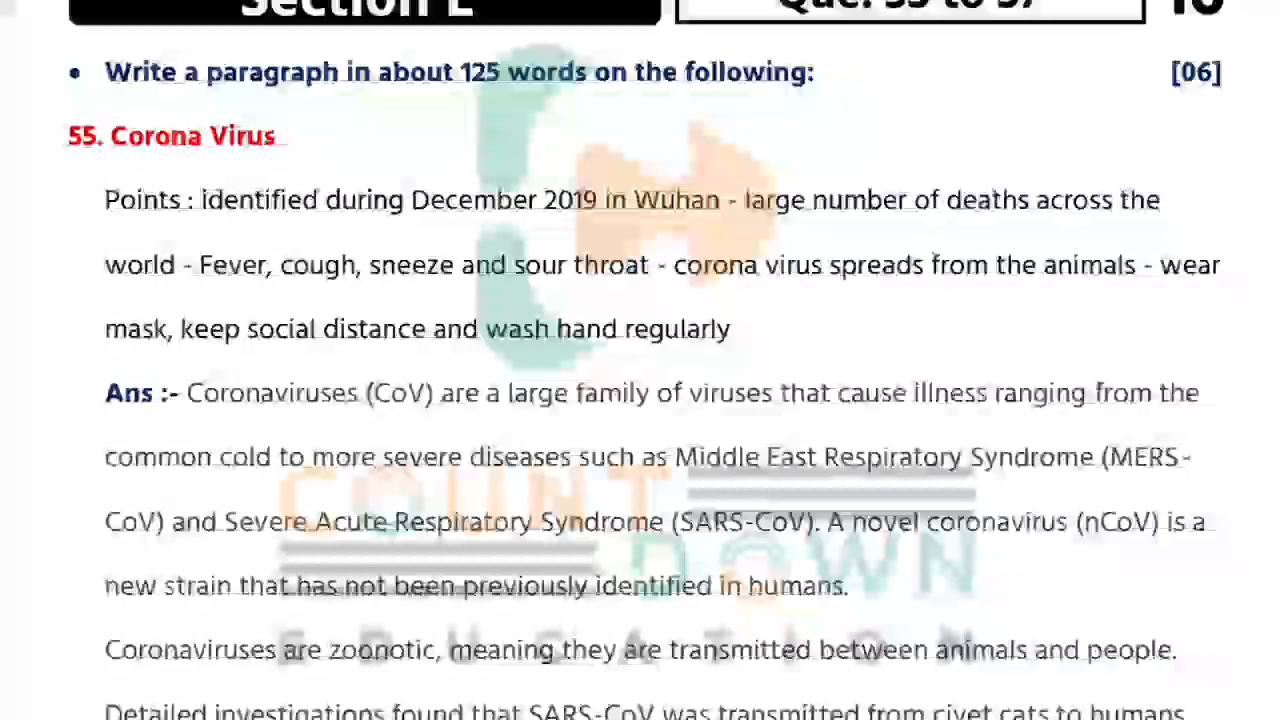 Section E
Que. 55 to 57
16
• Write a paragraph in about 125 words on the following: [06]
55. Corona Virus
Points : identified during December 2019 in Wuhan - large number of deaths across the
world - Fever, cough, sneeze and sour throat - corona virus spreads from the animals - wear
mask, keep social distance and wash hand regularly
Ans :- Coronaviruses (CoV) are a large family of viruses that cause illness ranging from the
common cold to more severe diseases such as Middle East Respiratory Syndrome (MERS-
CoV) and Severe Acute Respiratory Syndrome (SARS-CoV). A novel coronavirus (nCoV) is a
new strain that has not been previously identified in humans.
COUNT
DOWN
EDUCATION
Coronaviruses are zoonotic, meaning they are transmitted between animals and people.
Detailed investigations found that SARS-CoV was transmitted from civet cats to humans